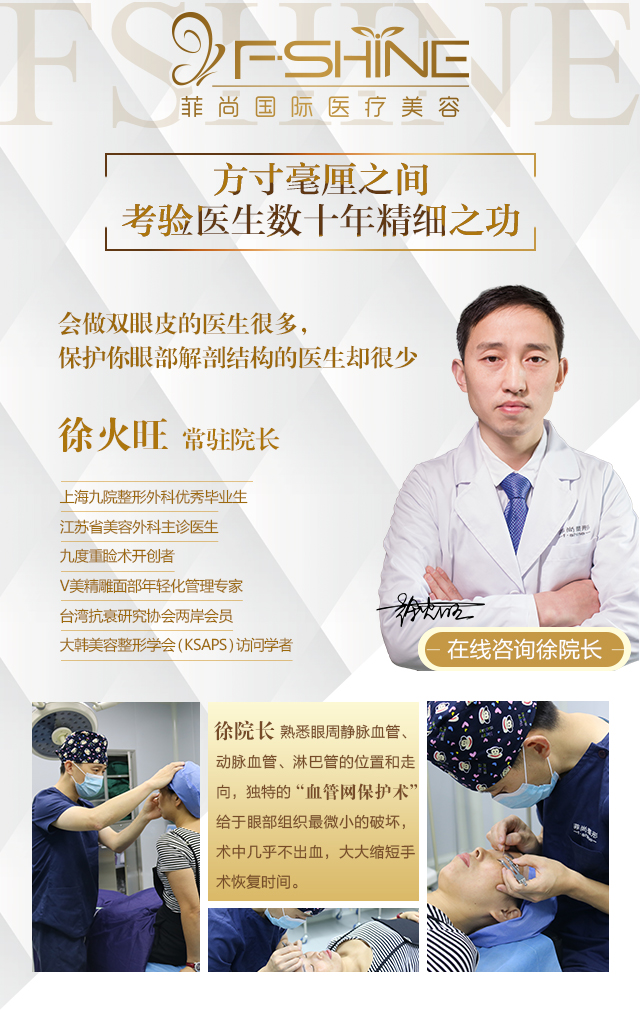 FSHINE
F·SHINE
菲尚国际医疗美容
方寸毫厘之间
考验医生数十年精细之功
会做双眼皮的医生很多，
保护你眼部解剖结构的医生却很少
徐火旺 常驻院长
上海九院整形外科优秀毕业生
江苏省美容外科主诊医生
九度重睑术开创者
V美精雕面部年轻化管理专家
台湾抗衰研究协会两岸会员
大韩美容整形学会（KSAPS）访问学者
徐火旺
在线咨询徐院长
徐院长 熟悉眼周静脉血管、
动脉血管、淋巴管的位置和走
向，独特的“血管网保护术”
给于眼部组织最微小的破坏，
术中几乎不出血，大大缩短手
术恢复时间。